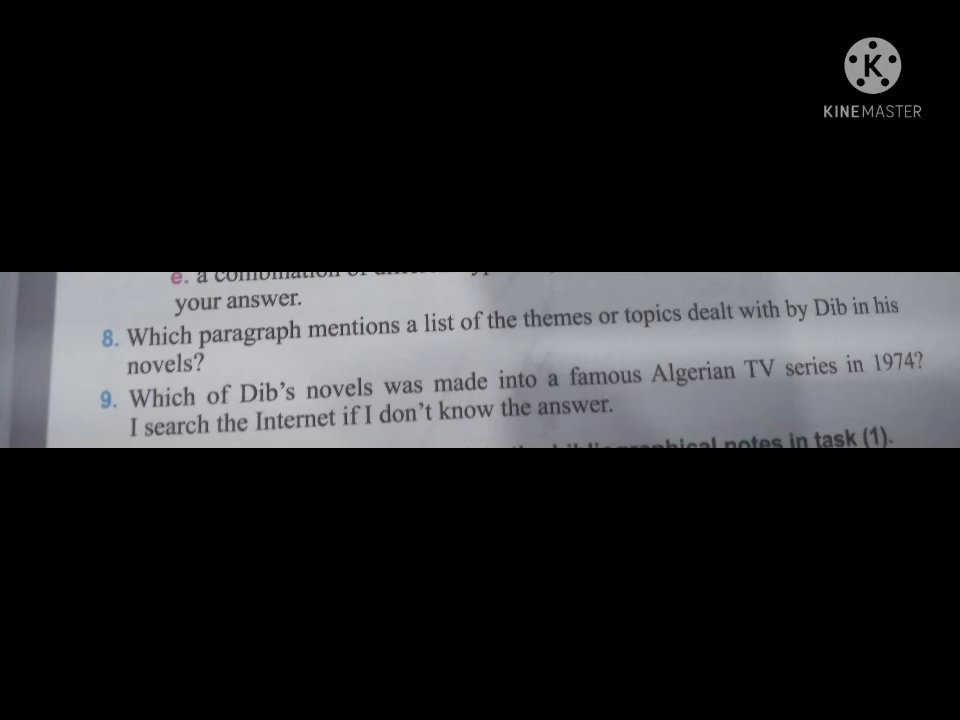 K
KINEMASTER
e. a combination of
your answer.
8. Which paragraph mentions a list of the themes or topics dealt with by Dib in his
novels?
9. Which of Dib's novels was made into a famous Algerian TV series in 1974?
I search the Internet if I don't know the answer.
notes in task (1).